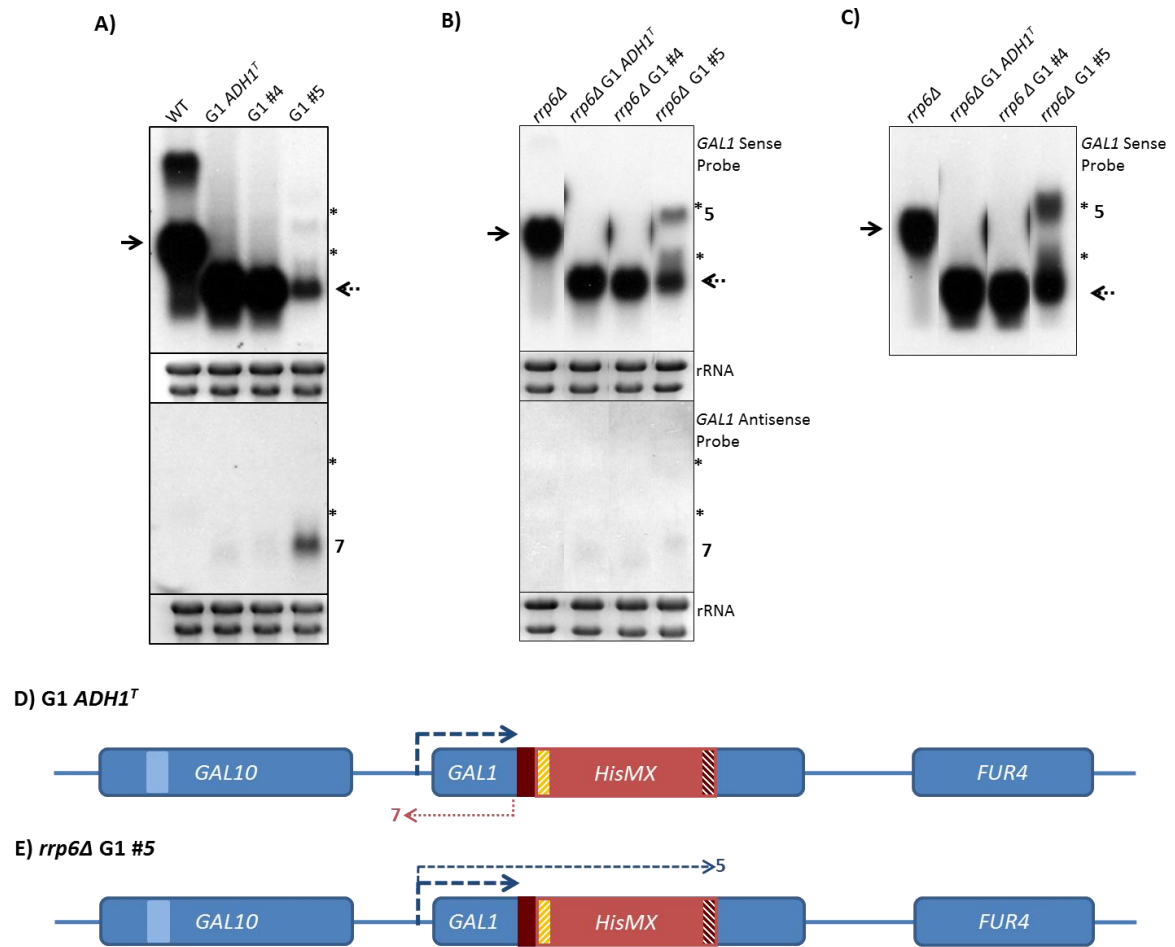 A)
WT
G1 ADH1ᵀ
G1 #4
G1 #5
*
*
*
*
7
B)
rrp6Δ
rrp6Δ G1 ADH1ᵀ
rrp6 Δ G1 #4
rrp6Δ G1 #5
GAL1 Sense
Probe
* 5
*
rRNA
GAL1 Antisense
Probe
*
*
7
rRNA
C)
rrp6Δ
rrp6Δ G1 ADH1ᵀ
rrp6 Δ G1 #4
rrp6Δ G1 #5
GAL1 Sense
Probe
* 5
*
D) G1 ADH1ᵀ
GAL10
GAL1
HisMX
FUR4
7
E) rrp6Δ G1 #5
5
GAL10
GAL1
HisMX
FUR4